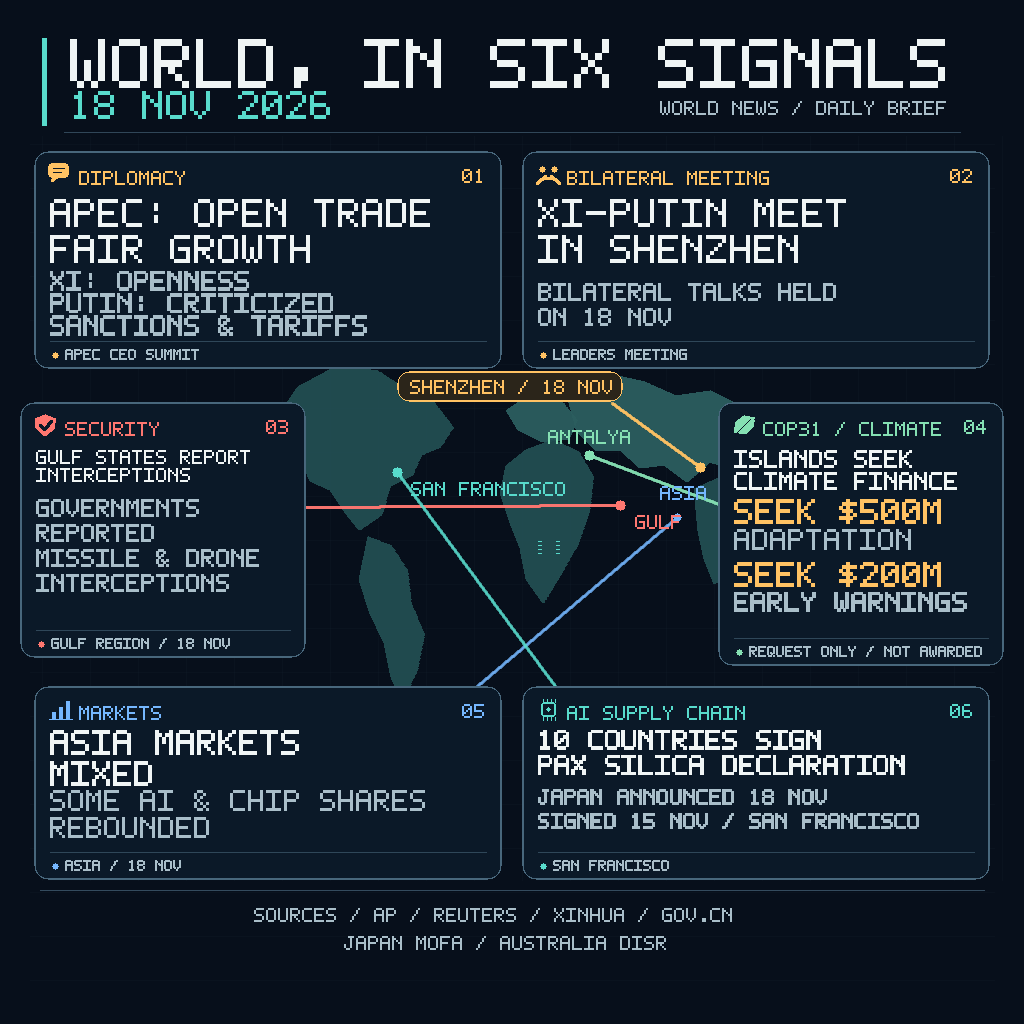 WORLD, IN SIX SIGNALS
18 NOV 2026
WORLD NEWS / DAILY BRIEF
DIPLOMACY
01
APEC: OPEN TRADE
FAIR GROWTH
XI: OPENNESS
PUTIN: CRITICIZED
SANCTIONS & TARIFFS
APEC CEO SUMMIT
BILATERAL MEETING
02
XI-PUTIN MEET
IN SHENZHEN
BILATERAL TALKS HELD
ON 18 NOV
LEADERS MEETING
SHENZHEN / 18 NOV
ANTALYA
SAN FRANCISCO
ASIA
GULF
SECURITY
03
GULF STATES REPORT
INTERCEPTIONS
GOVERNMENTS
REPORTED
MISSILE & DRONE
INTERCEPTIONS
GULF REGION / 18 NOV
COP31 / CLIMATE
04
ISLANDS SEEK
CLIMATE FINANCE
SEEK $500M
ADAPTATION
SEEK $200M
EARLY WARNINGS
REQUEST ONLY / NOT AWARDED
MARKETS
05
ASIA MARKETS
MIXED
SOME AI & CHIP SHARES
REBOUNDED
ASIA / 18 NOV
AI SUPPLY CHAIN
06
10 COUNTRIES SIGN
PAX SILICA DECLARATION
JAPAN ANNOUNCED 18 NOV
SIGNED 15 NOV / SAN FRANCISCO
SAN FRANCISCO
SOURCES / AP / REUTERS / XINHUA / GOV.CN
JAPAN MOFA / AUSTRALIA DISR